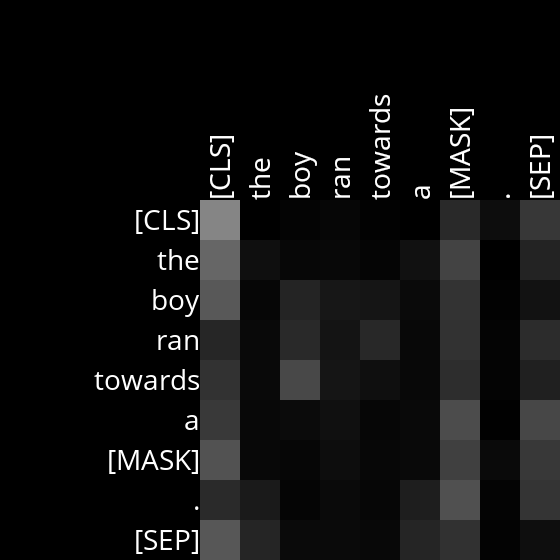 [CLS] the boy ran towards a [MASK] . [SEP]
[CLS]
the
boy
ran
towards
a
[MASK]
.
[SEP]